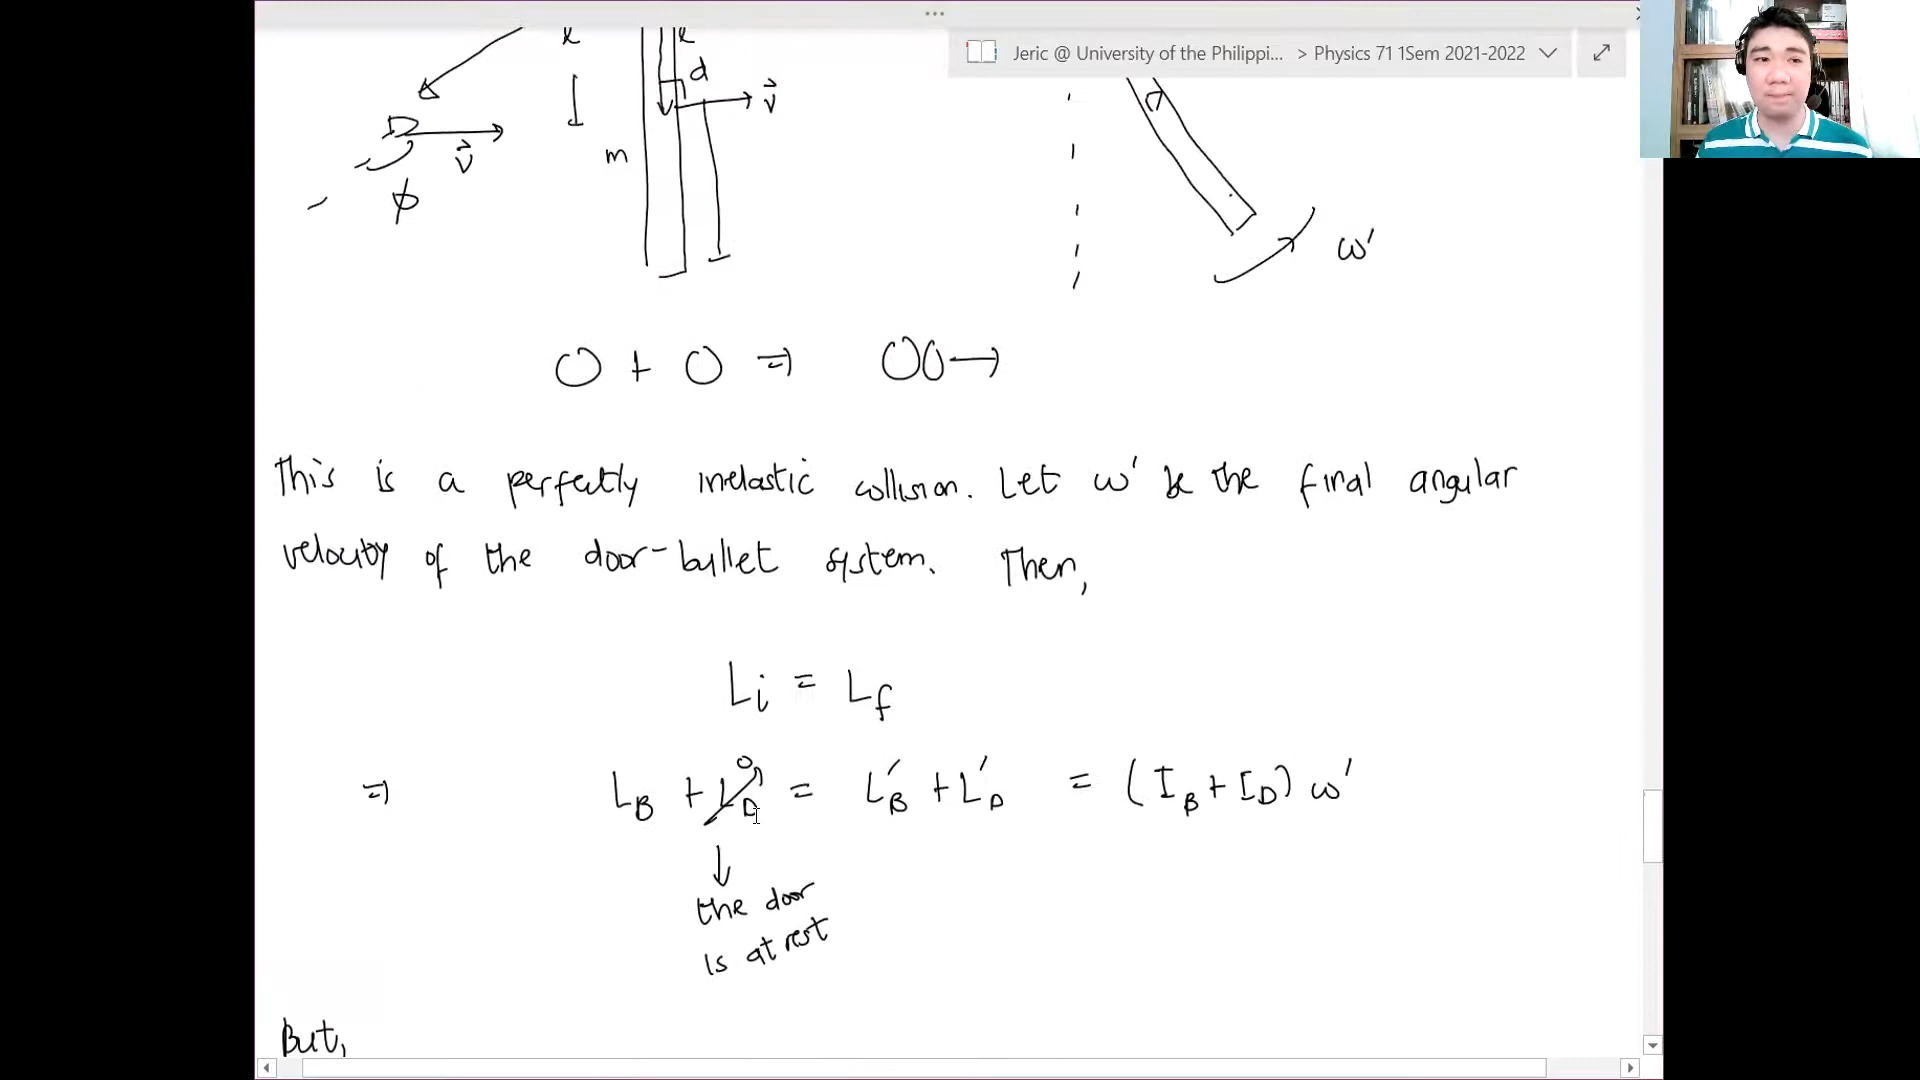 Jeric @ University of the Philippi... > Physics 71 1Sem 2021-2022
l
l
d
v⃗
D
v⃗
m
φ
ω'
O + O ⇒ OO→
This is a perfectly inelastic collision. Let ω' be the final angular
velocity of the door-bullet system. Then,
Li = Lf
⇒ LB + LD 0 = L'B + L'D = (IB + ID) ω'
↓
the door
is at rest
But,